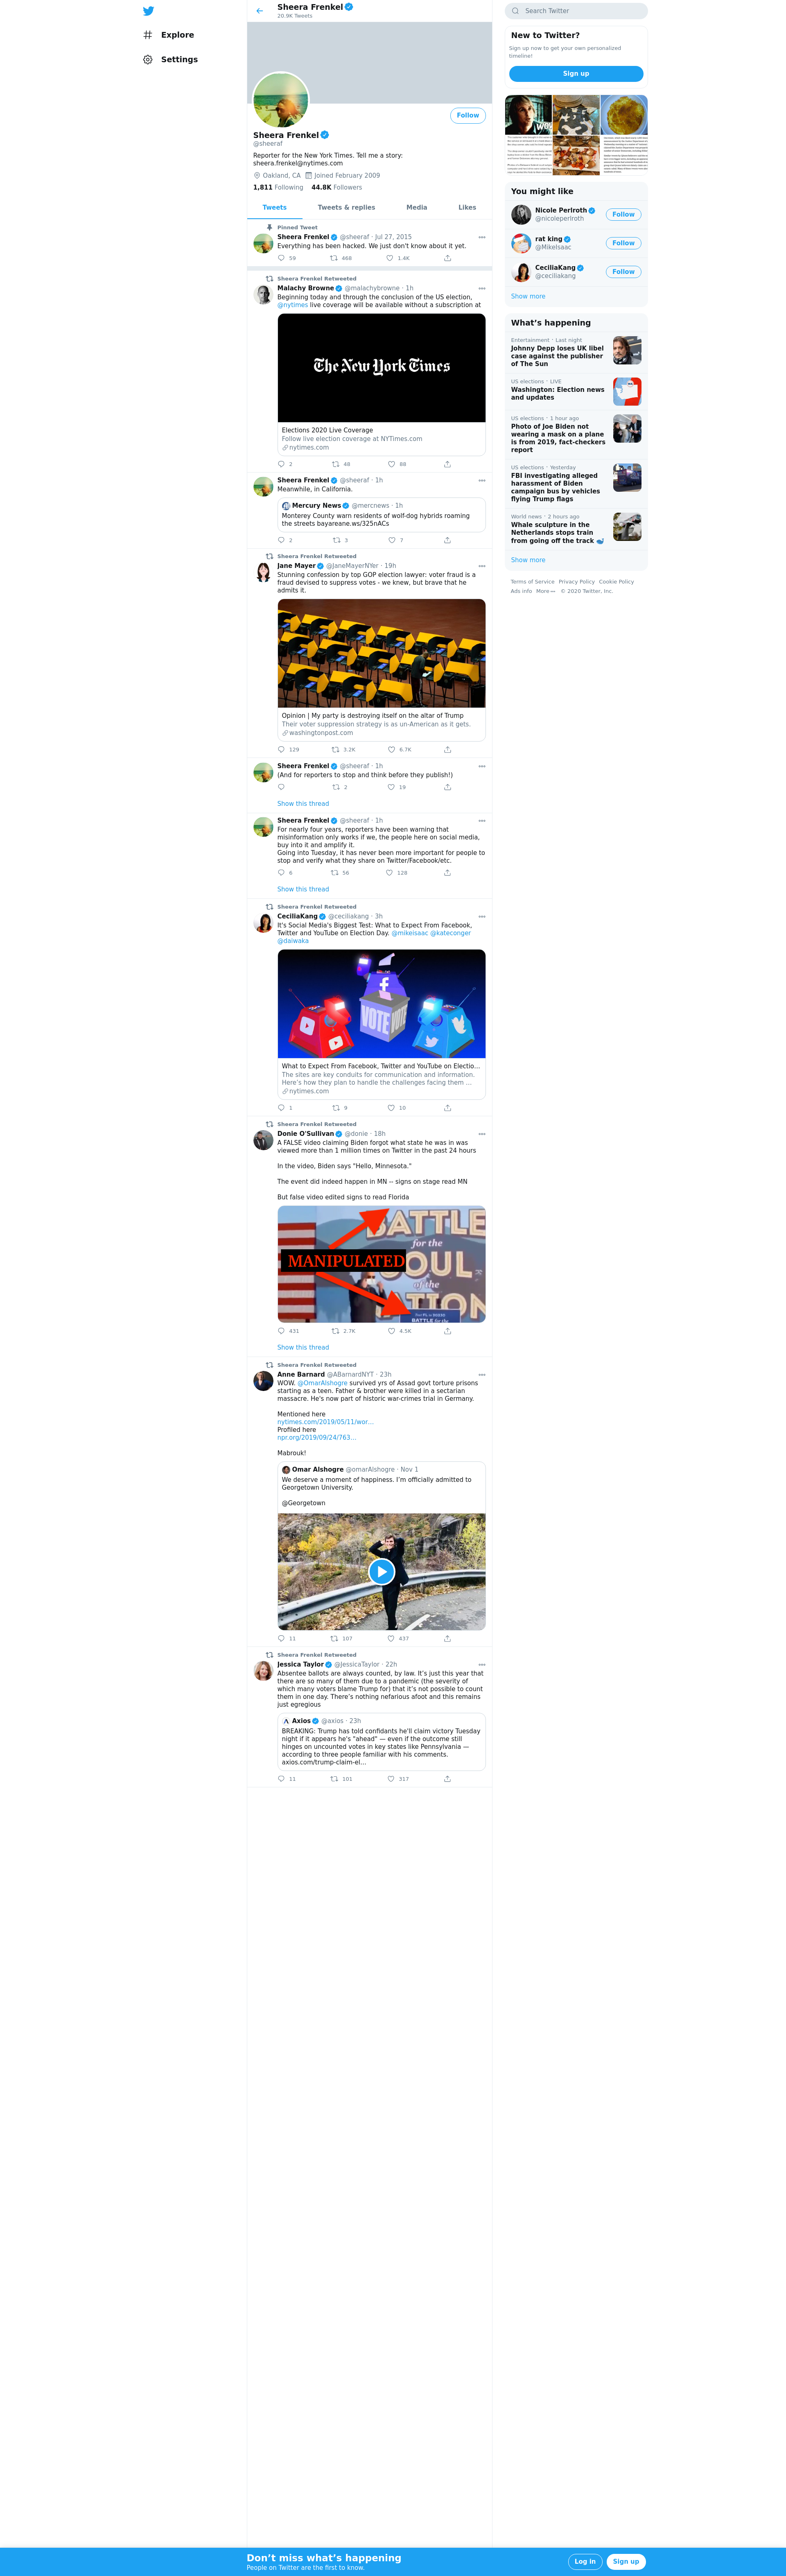 Explore
Settings
Sheera Frenkel
20.9K Tweets
Follow
Sheera Frenkel
@sheeraf
Reporter for the New York Times. Tell me a story:
sheera.frenkel@nytimes.com
Oakland, CA Joined February 2009
1,811 Following 44.8K Followers
Tweets Tweets & replies Media Likes
Pinned Tweet
Sheera Frenkel @sheeraf · Jul 27, 2015
Everything has been hacked. We just don't know about it yet.
59 468 1.4K
Sheera Frenkel Retweeted
Malachy Browne @malachybrowne · 1h
Beginning today and through the conclusion of the US election,
@nytimes live coverage will be available without a subscription at
The New York Times
Elections 2020 Live Coverage
Follow live election coverage at NYTimes.com
nytimes.com
2 48 88
Sheera Frenkel @sheeraf · 1h
Meanwhile, in California.
Mercury News @mercnews · 1h
Monterey County warn residents of wolf-dog hybrids roaming
the streets bayareane.ws/325nACs
2 3 7
Sheera Frenkel Retweeted
Jane Mayer @JaneMayerNYer · 19h
Stunning confession by top GOP election lawyer: voter fraud is a
fraud devised to suppress votes - we knew, but brave that he
admits it.
Opinion | My party is destroying itself on the altar of Trump
Their voter suppression strategy is as un-American as it gets.
washingtonpost.com
129 3.2K 6.7K
Sheera Frenkel @sheeraf · 1h
(And for reporters to stop and think before they publish!)
2 19
Show this thread
Sheera Frenkel @sheeraf · 1h
For nearly four years, reporters have been warning that
misinformation only works if we, the people here on social media,
buy into it and amplify it.
Going into Tuesday, it has never been more important for people to
stop and verify what they share on Twitter/Facebook/etc.
6 56 128
Show this thread
Sheera Frenkel Retweeted
CeciliaKang @ceciliakang · 3h
It's Social Media's Biggest Test: What to Expect From Facebook,
Twitter and YouTube on Election Day. @mikeisaac @kateconger
@daiwaka
VOTE
What to Expect From Facebook, Twitter and YouTube on Electio...
The sites are key conduits for communication and information.
Here's how they plan to handle the challenges facing them ...
nytimes.com
1 9 10
Sheera Frenkel Retweeted
Donie O'Sullivan @donie · 18h
A FALSE video claiming Biden forgot what state he was in was
viewed more than 1 million times on Twitter in the past 24 hours
In the video, Biden says "Hello, Minnesota."
The event did indeed happen in MN -- signs on stage read MN
But false video edited signs to read Florida
BATTLE
for the
SOUL
of the
MANIPULATED
BATTLE for the
431 2.7K 4.5K
Show this thread
Sheera Frenkel Retweeted
Anne Barnard @ABarnardNYT · 23h
WOW. @OmarAlshogre survived yrs of Assad govt torture prisons
starting as a teen. Father & brother were killed in a sectarian
massacre. He's now part of historic war-crimes trial in Germany.
Mentioned here
nytimes.com/2019/05/11/wor...
Profiled here
npr.org/2019/09/24/763...
Mabrouk!
Omar Alshogre @omarAlshogre · Nov 1
We deserve a moment of happiness. I'm officially admitted to
Georgetown University.
@Georgetown
11 107 437
Sheera Frenkel Retweeted
Jessica Taylor @JessicaTaylor · 22h
Absentee ballots are always counted, by law. It's just this year that
there are so many of them due to a pandemic (the severity of
which many voters blame Trump for) that it's not possible to count
them in one day. There's nothing nefarious afoot and this remains
just egregious
Axios @axios · 23h
BREAKING: Trump has told confidants he'll claim victory Tuesday
night if it appears he's "ahead" — even if the outcome still
hinges on uncounted votes in key states like Pennsylvania —
according to three people familiar with his comments.
axios.com/trump-claim-el...
11 101 317
Search Twitter
New to Twitter?
Sign up now to get your own personalized
timeline!
Sign up
You might like
Nicole Perlroth
@nicoleperlroth
Follow
rat king
@MikeIsaac
Follow
CeciliaKang
@ceciliakang
Follow
Show more
What's happening
Entertainment · Last night
Johnny Depp loses UK libel
case against the publisher
of The Sun
US elections · LIVE
Washington: Election news
and updates
US elections · 1 hour ago
Photo of Joe Biden not
wearing a mask on a plane
is from 2019, fact-checkers
report
US elections · Yesterday
FBI investigating alleged
harassment of Biden
campaign bus by vehicles
flying Trump flags
World news · 2 hours ago
Whale sculpture in the
Netherlands stops train
from going off the track
Show more
Terms of Service Privacy Policy Cookie Policy
Ads info More © 2020 Twitter, Inc.
Don't miss what's happening
People on Twitter are the first to know.
Log in Sign up